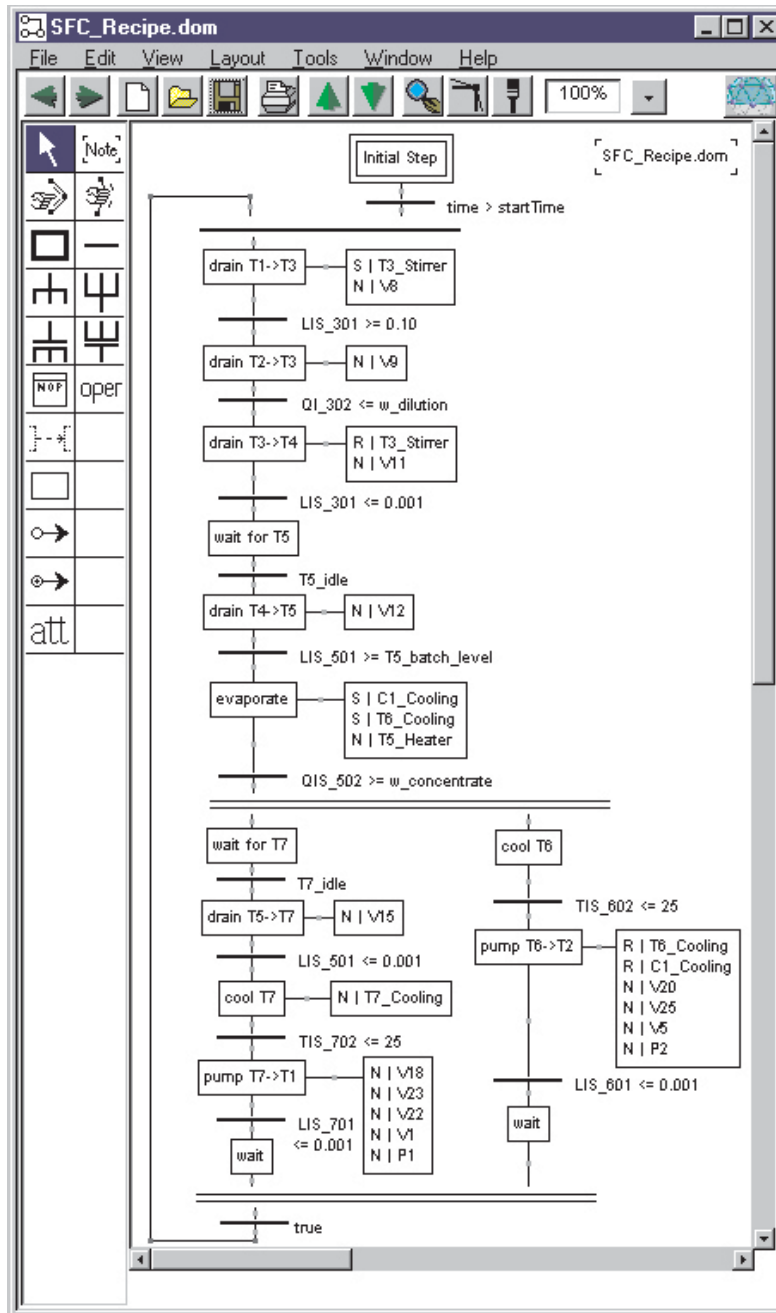 SFC_Recipe.dom
File Edit View Layout Tools Window Help
100%
[Note]
NOP
oper
att
Initial Step
SFC_Recipe.dom
time > startTime
drain T1->T3
S | T3_Stirrer
N | V8
LIS_301 >= 0.10
drain T2->T3
N | V9
QI_302 <= w_dilution
drain T3->T4
R | T3_Stirrer
N | V11
LIS_301 <= 0.001
wait for T5
T5_idle
drain T4->T5
N | V12
LIS_501 >= T5_batch_level
evaporate
S | C1_Cooling
S | T6_Cooling
N | T5_Heater
QIS_502 >= w_concentrate
wait for T7
T7_idle
drain T5->T7
N | V15
LIS_501 <= 0.001
cool T7
N | T7_Cooling
TIS_702 <= 25
pump T7->T1
N | V18
N | V23
N | V22
N | V1
N | P1
LIS_701
<= 0.001
wait
cool T6
TIS_602 <= 25
pump T6->T2
R | T6_Cooling
R | C1_Cooling
N | V20
N | V25
N | V5
N | P2
LIS_601 <= 0.001
wait
true